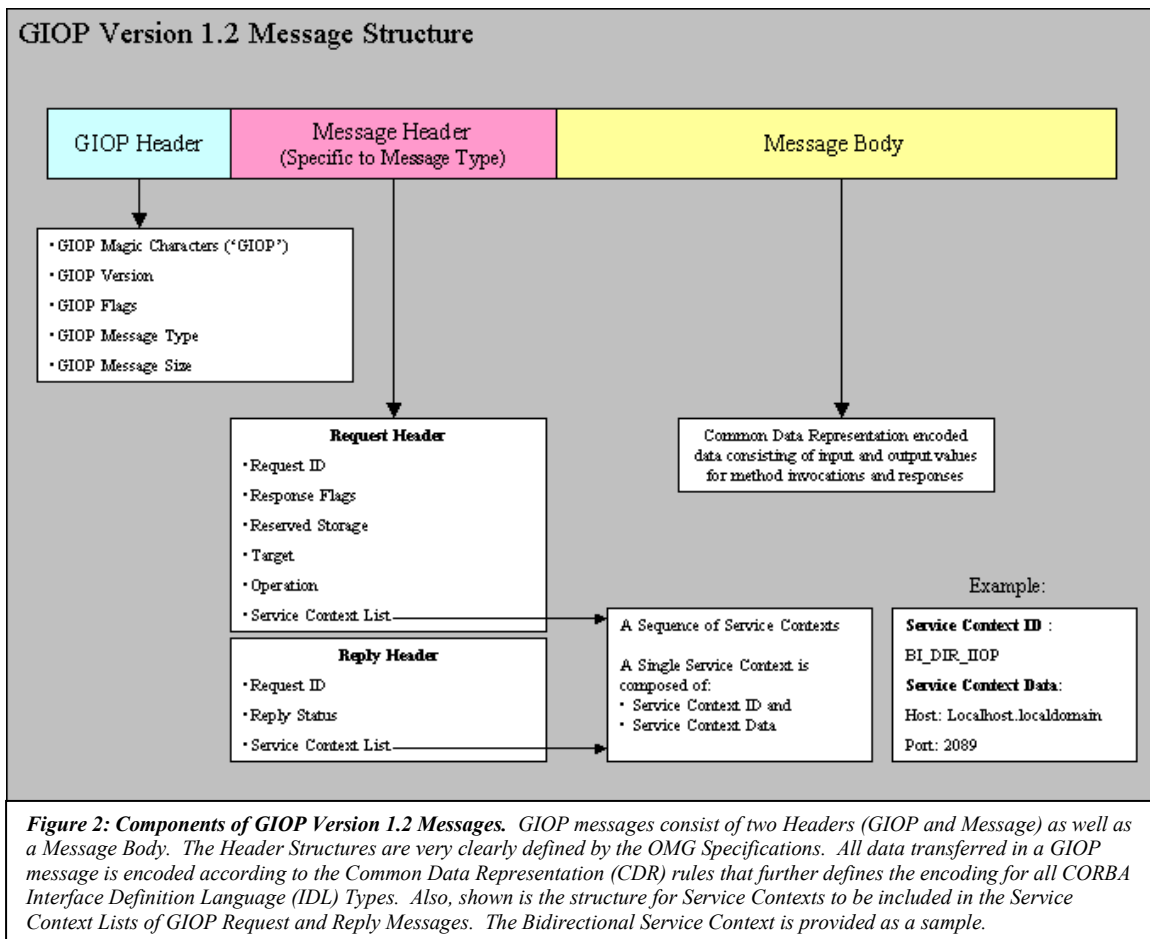 GIOP Version 1.2 Message Structure
GIOP Header
Message Header
(Specific to Message Type)
Message Body
• GIOP Magic Characters ('GIOP')
• GIOP Version
• GIOP Flags
• GIOP Message Type
• GIOP Message Size
Request Header
• Request ID
• Response Flags
• Reserved Storage
• Target
• Operation
• Service Context List
Common Data Representation encoded
data consisting of input and output values
for method invocations and responses
Reply Header
• Request ID
• Reply Status
• Service Context List
A Sequence of Service Contexts
A Single Service Context is
composed of:
• Service Context ID and
• Service Context Data
Example:
Service Context ID :
BI_DIR_IIOP
Service Context Data:
Host: Localhost.localdomain
Port: 2089
Figure 2: Components of GIOP Version 1.2 Messages. GIOP messages consist of two Headers (GIOP and Message) as well as
a Message Body. The Header Structures are very clearly defined by the OMG Specifications. All data transferred in a GIOP
message is encoded according to the Common Data Representation (CDR) rules that further defines the encoding for all CORBA
Interface Definition Language (IDL) Types. Also, shown is the structure for Service Contexts to be included in the Service
Context Lists of GIOP Request and Reply Messages. The Bidirectional Service Context is provided as a sample.